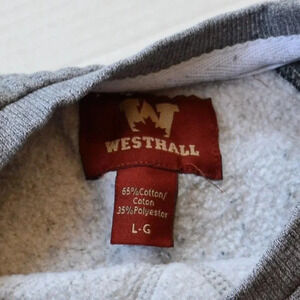 WESTHALL
65%Cotton/
Coton
35%Polyester
L-G